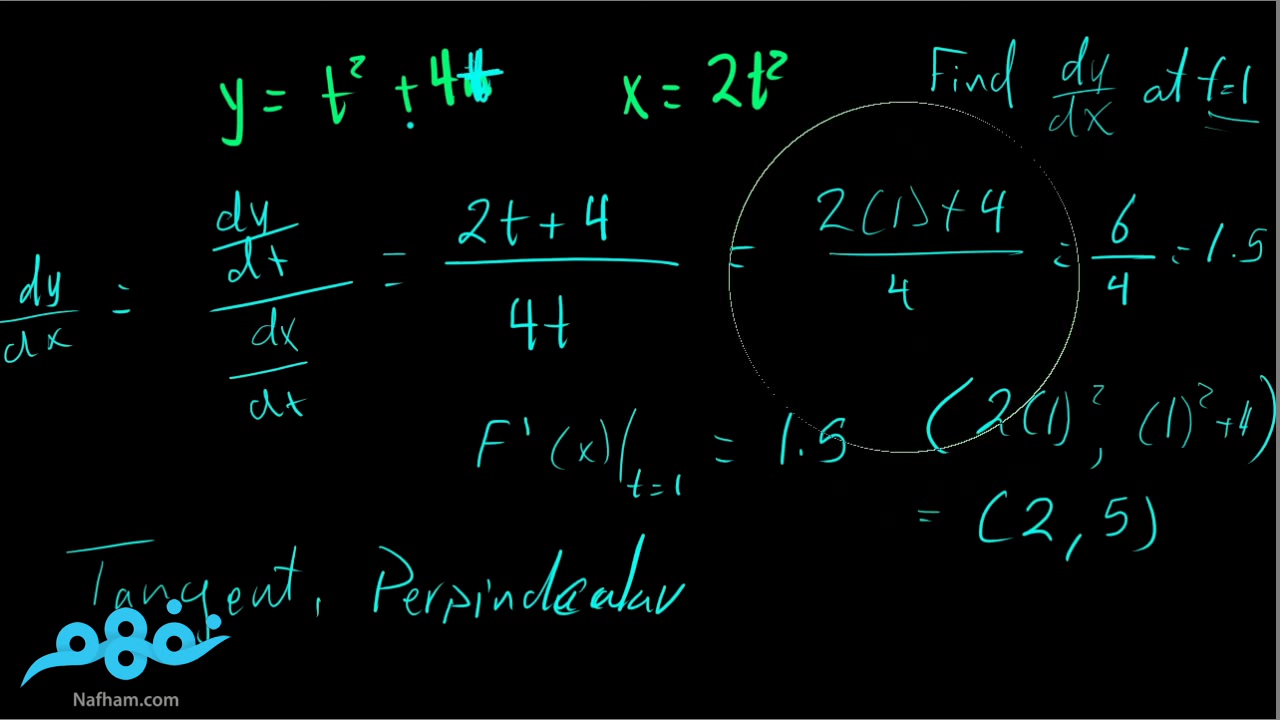 y = t² + 4t x = 2t² Find dy/dx at t=1
dy/dx = (dy/dt)/(dx/dt) = (2t + 4)/(4t) = (2(1) + 4)/4 = 6/4 = 1.5
F'(x)|t=1 = 1.5 (2(1)², (1)²+4)
= (2, 5)
Tangent, Perpindicular
نفهم
Nafham.com